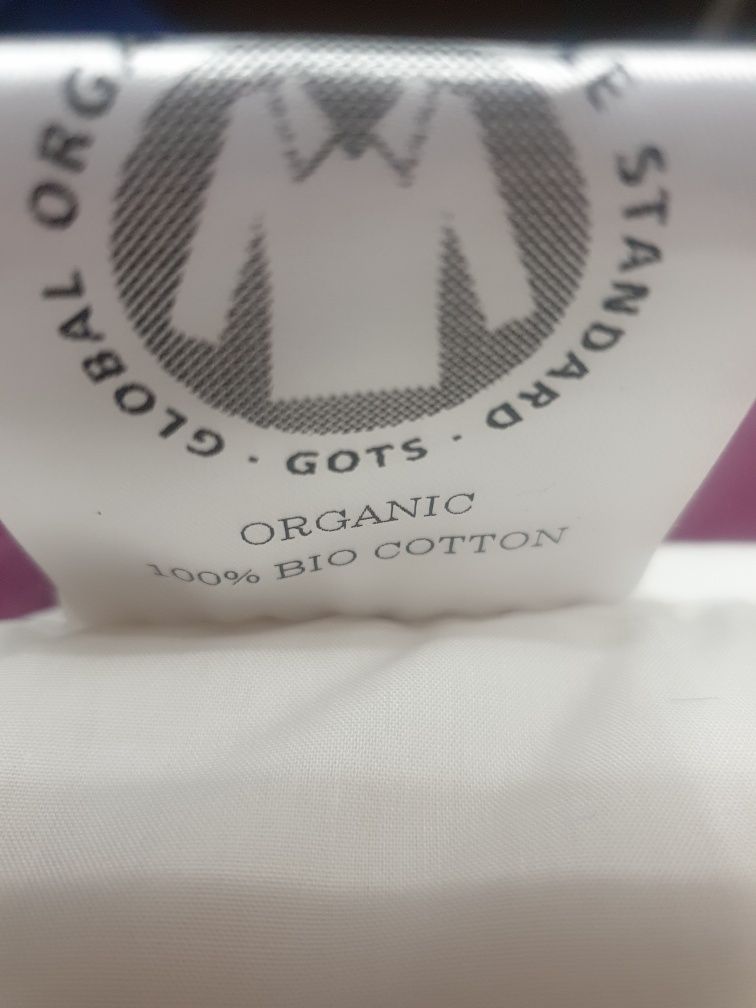 GLOBAL ORG
E STANDARD
· GOTS ·
ORGANIC
100% BIO COTTON